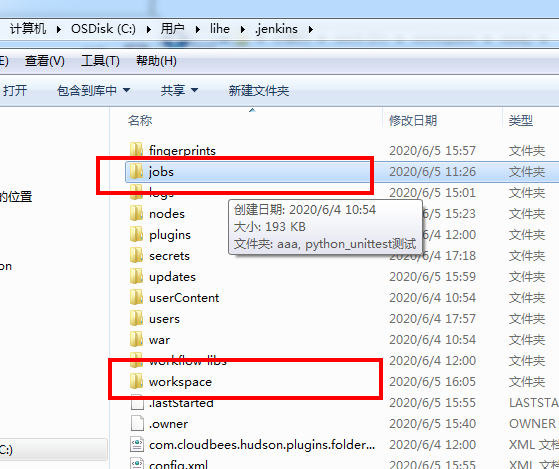 计算机 ▸ OSDisk (C:) ▸ 用户 ▸ lihe ▸ .jenkins ▸
E) 查看(V) 工具(T) 帮助(H)
打开 包含到库中 共享 新建文件夹
名称 修改日期 类型
fingerprints 2020/6/5 15:57 文件夹
jobs 2020/6/5 11:26 文件夹
的位置
logs 2020/6/5 15:01 文件夹
nodes 2020/6/5 15:23 文件夹
创建日期: 2020/6/4 10:54
大小: 193 KB
文件夹: aaa, python_unittest测试
plugins 2020/6/4 12:00 文件夹
secrets 2020/6/4 17:18 文件夹
on
updates 2020/6/5 15:59 文件夹
userContent 2020/6/4 10:54 文件夹
users 2020/6/4 17:57 文件夹
war 2020/6/4 10:54 文件夹
workflow-libs 2020/6/4 12:00 文件夹
workspace 2020/6/5 16:05 文件夹
.lastStarted 2020/6/5 15:55 LASTSTA
.owner 2020/6/5 15:40 OWNER
com.cloudbees.hudson.plugins.folder... 2020/6/4 12:00 XML 文档
C:)
config.xml 2020/6/5 15:55 XML 文档